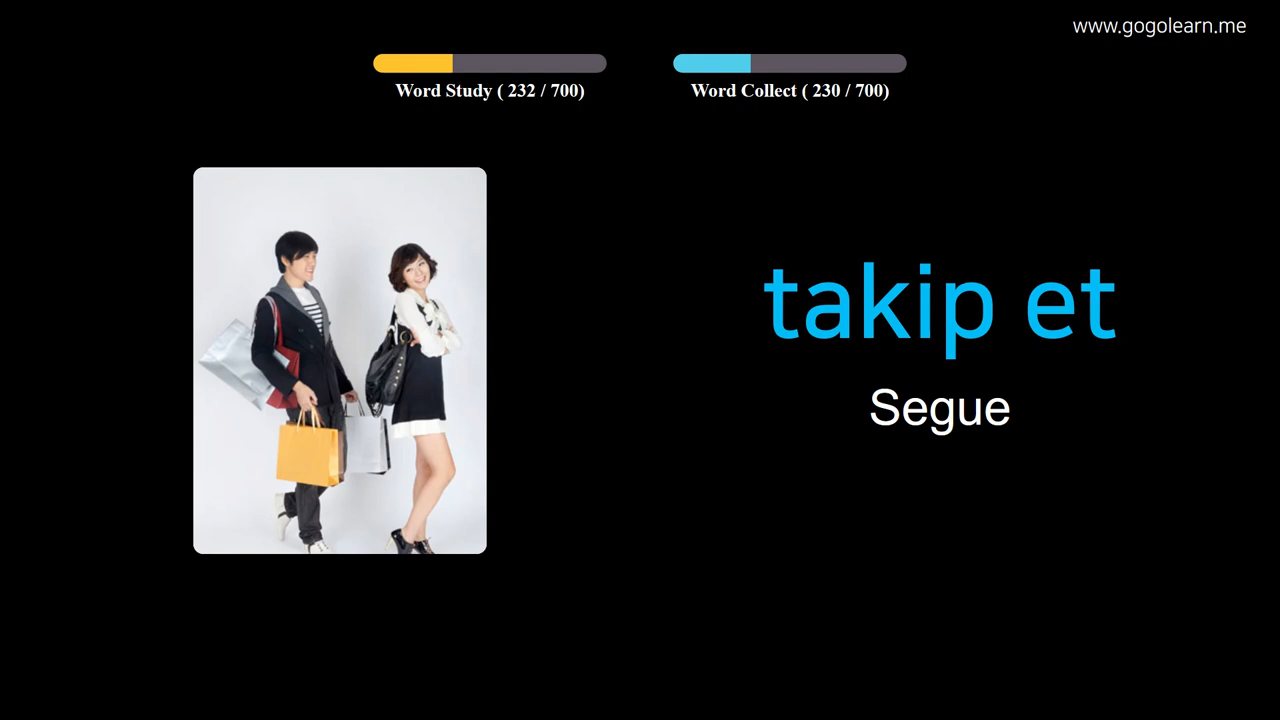 www.gogolearn.me
Word Study ( 232 / 700)
Word Collect ( 230 / 700)
takip et
Segue